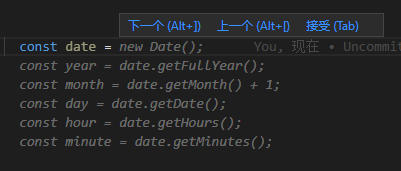 下一个 (Alt+]) 上一个 (Alt+[) 接受 (Tab)
const date = new Date(); You, 现在 • Uncommit
const year = date.getFullYear();
const month = date.getMonth() + 1;
const day = date.getDate();
const hour = date.getHours();
const minute = date.getMinutes();